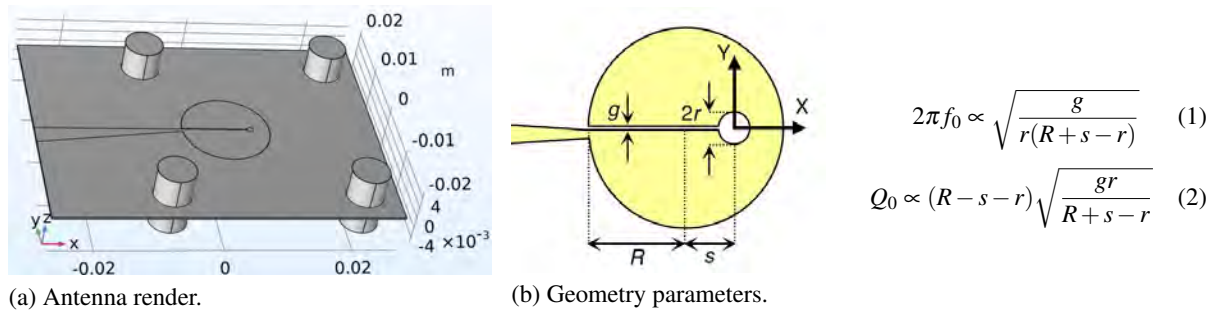 0.02
0.01
m
0
-0.01
-0.02
4
0
-4 ×10⁻³
y z
x
-0.02
0
0.02
(a) Antenna render.
Y
X
g
2r
R
s
(b) Geometry parameters.
2πf₀ ∝ √(g / r(R + s − r)) (1)
Q₀ ∝ (R − s − r)√(gr / R + s − r) (2)